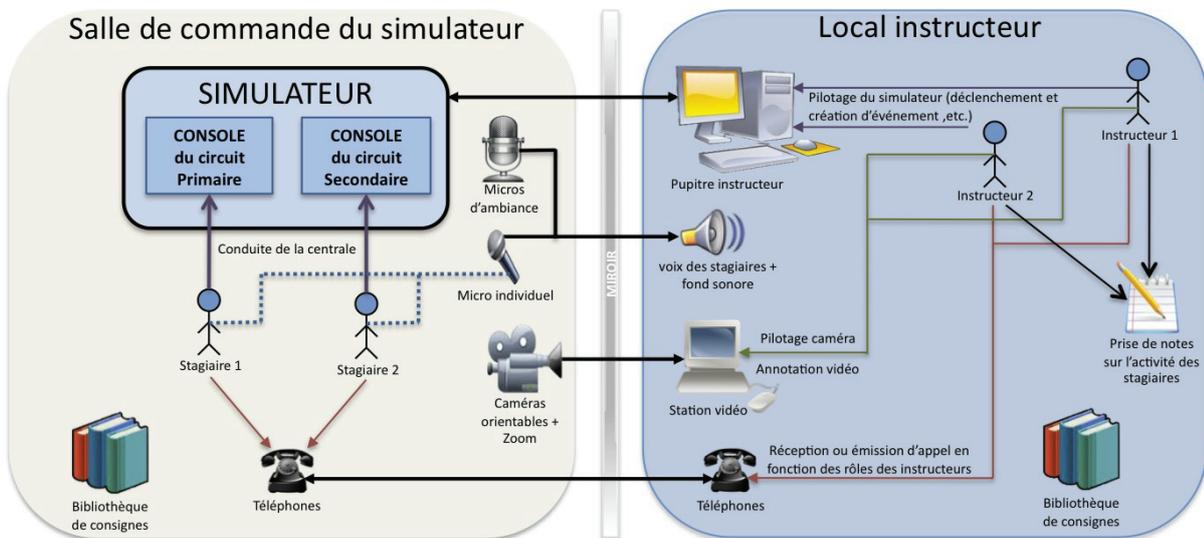 Salle de commande du simulateur
SIMULATEUR
CONSOLE
du circuit
Primaire
CONSOLE
du circuit
Secondaire
Micros
d'ambiance
Conduite de la centrale
Micro individuel
Stagiaire 1
Stagiaire 2
Caméras
orientables +
Zoom
Bibliothèque
de consignes
Téléphones
MIROIR
Local instructeur
Pilotage du simulateur (déclenchement et
création d'événement ,etc.)
Instructeur 1
Pupitre instructeur
Instructeur 2
voix des stagiaires +
fond sonore
Pilotage caméra
Annotation vidéo
Station vidéo
Prise de notes
sur l'activité des
stagiaires
Réception ou émission d'appel en
fonction des rôles des instructeurs
Téléphones
Bibliothèque
de consignes